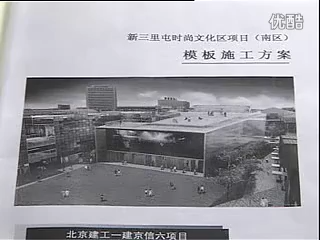 优酷
新三里屯时尚文化区项目（南区）
模板施工方案
北京建工一建京信六项目